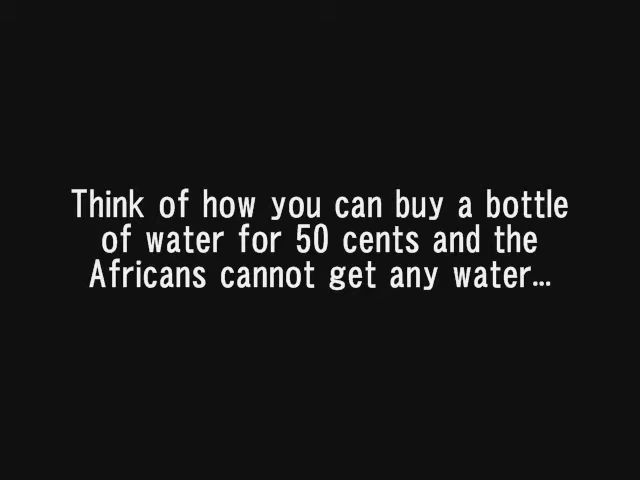 Think of how you can buy a bottle
of water for 50 cents and the
Africans cannot get any water...